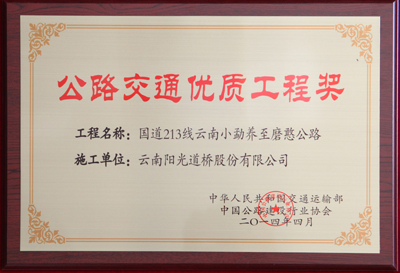 公路交通优质工程奖
工程名称：国道213线云南小勐养至磨憨公路
施工单位：云南阳光道桥股份有限公司
中华人民共和国交通运输部
中国公路建设行业协会
二〇一四年四月